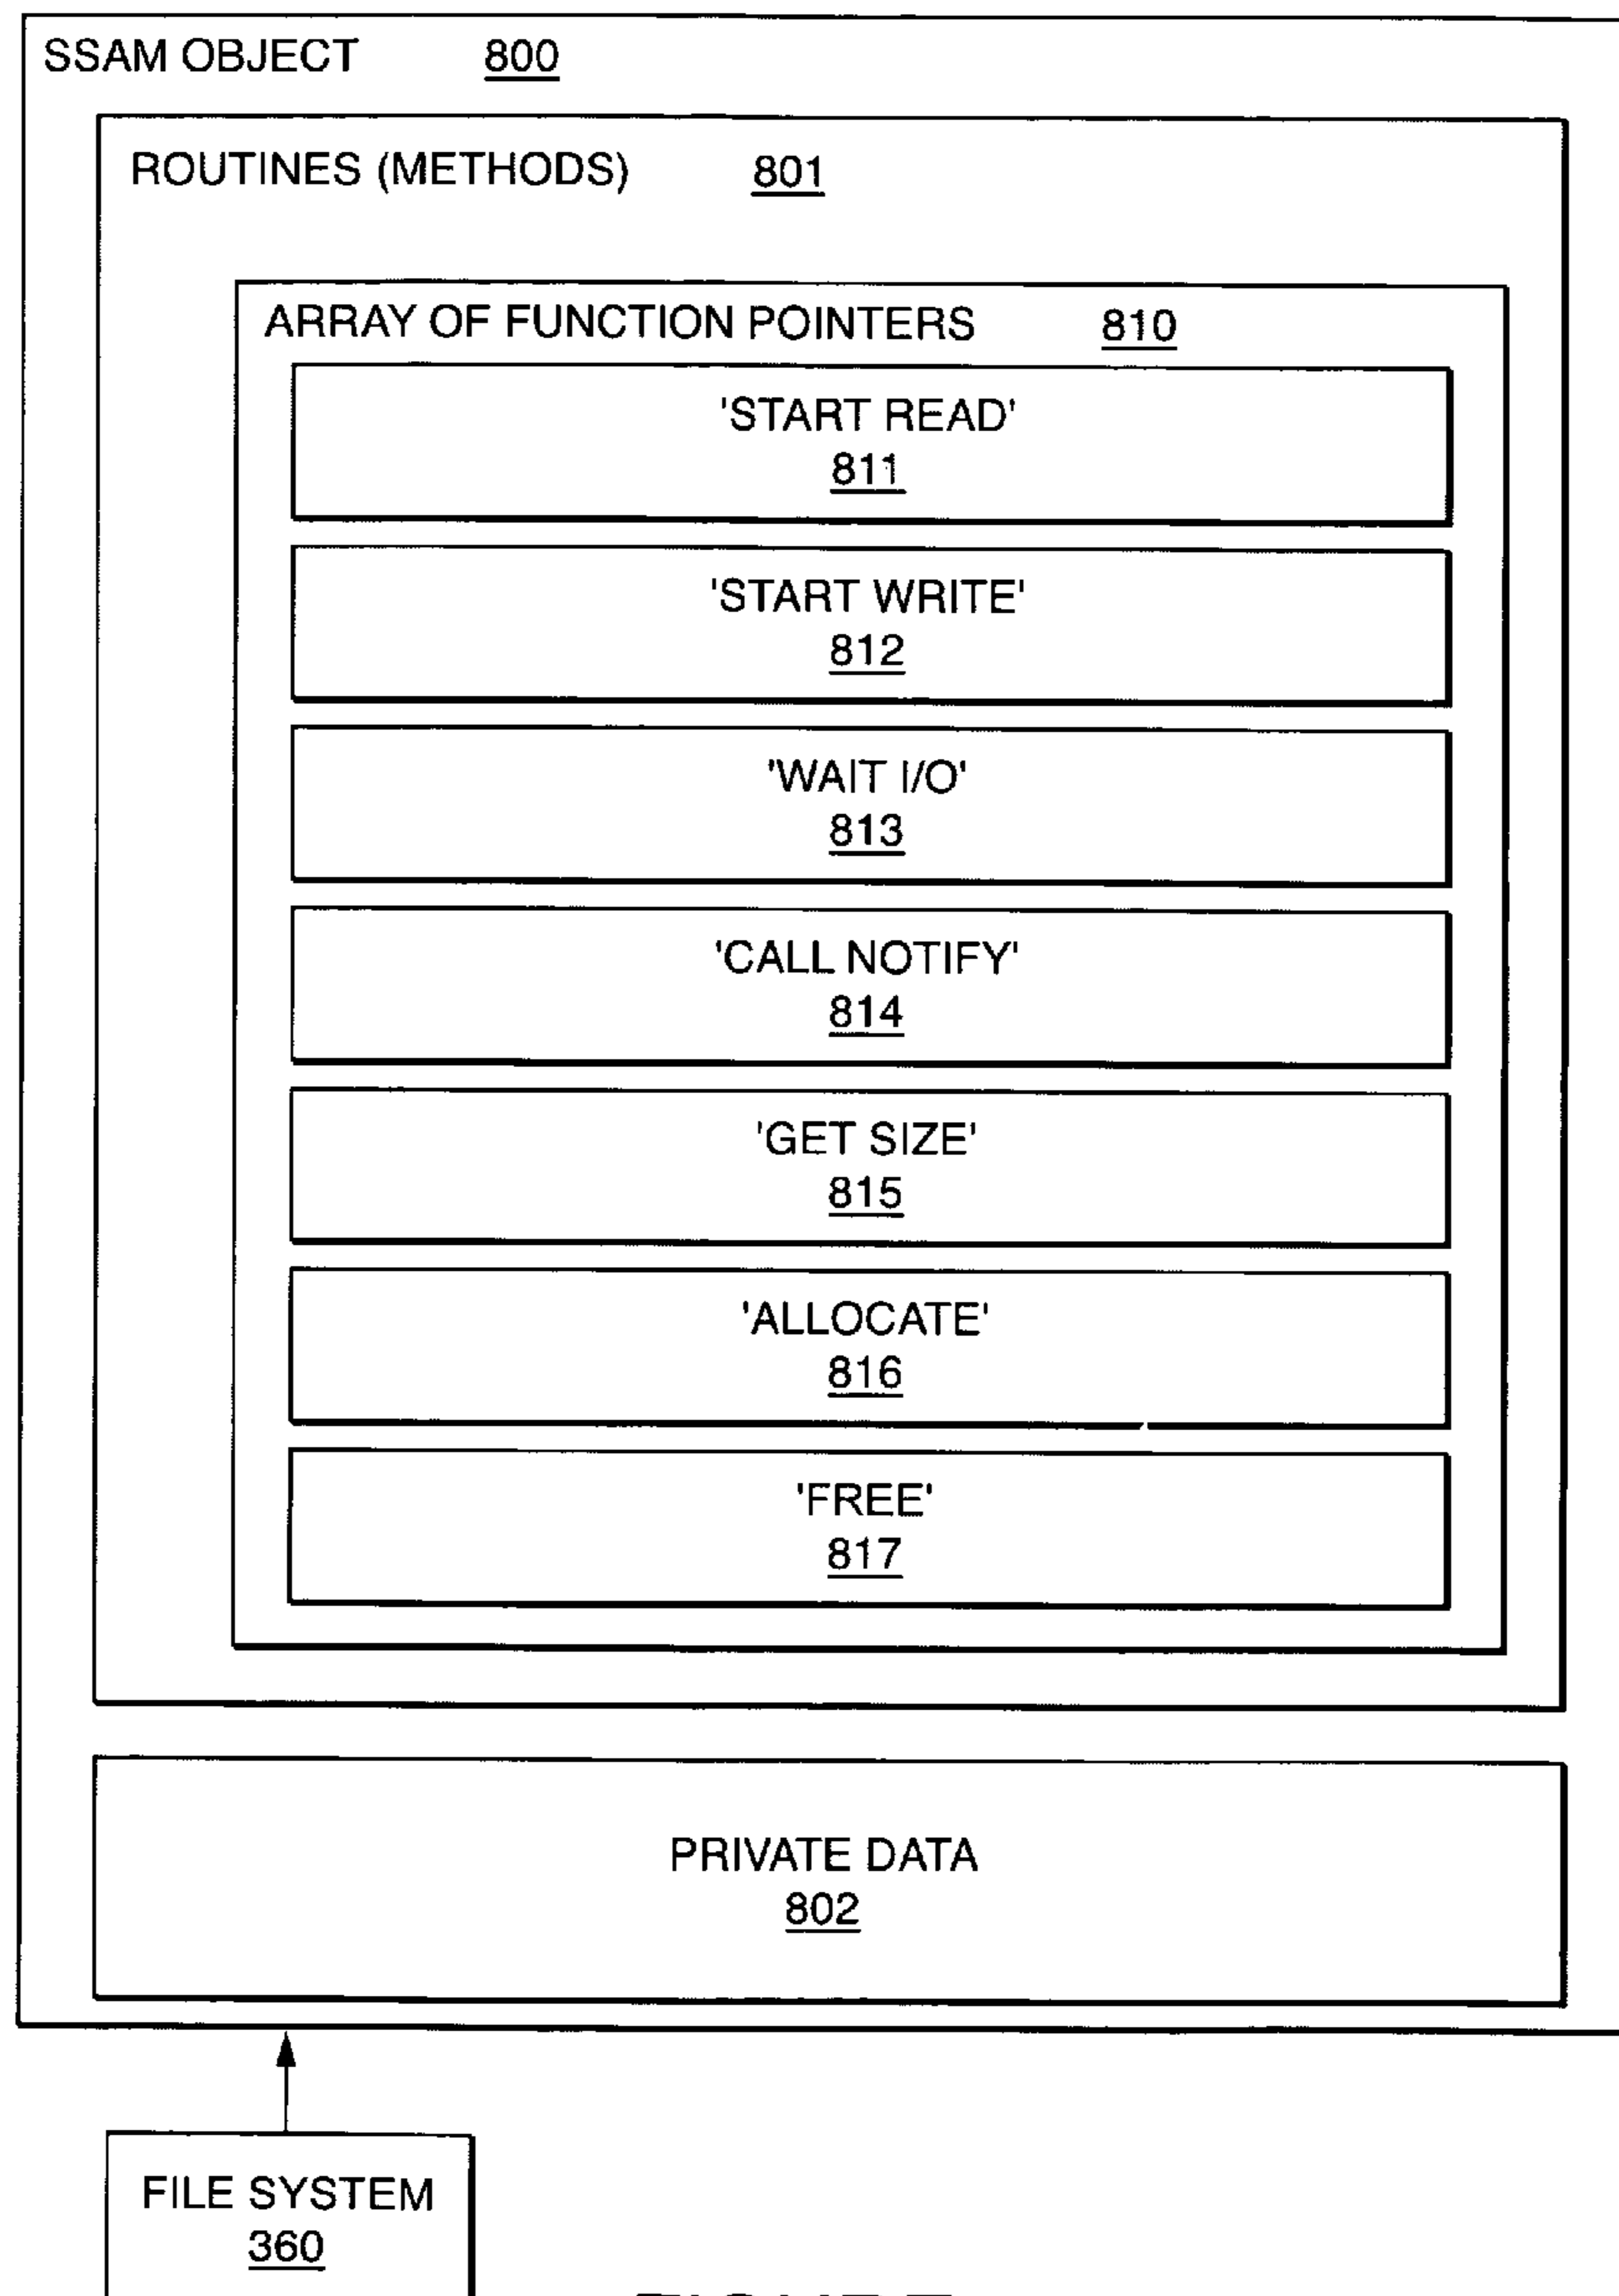 SSAM OBJECT 800
ROUTINES (METHODS) 801
ARRAY OF FUNCTION POINTERS 810
'START READ'
811
'START WRITE'
812
'WAIT I/O'
813
'CALL NOTIFY'
814
'GET SIZE'
815
'ALLOCATE'
816
'FREE'
817
PRIVATE DATA
802
FILE SYSTEM
360